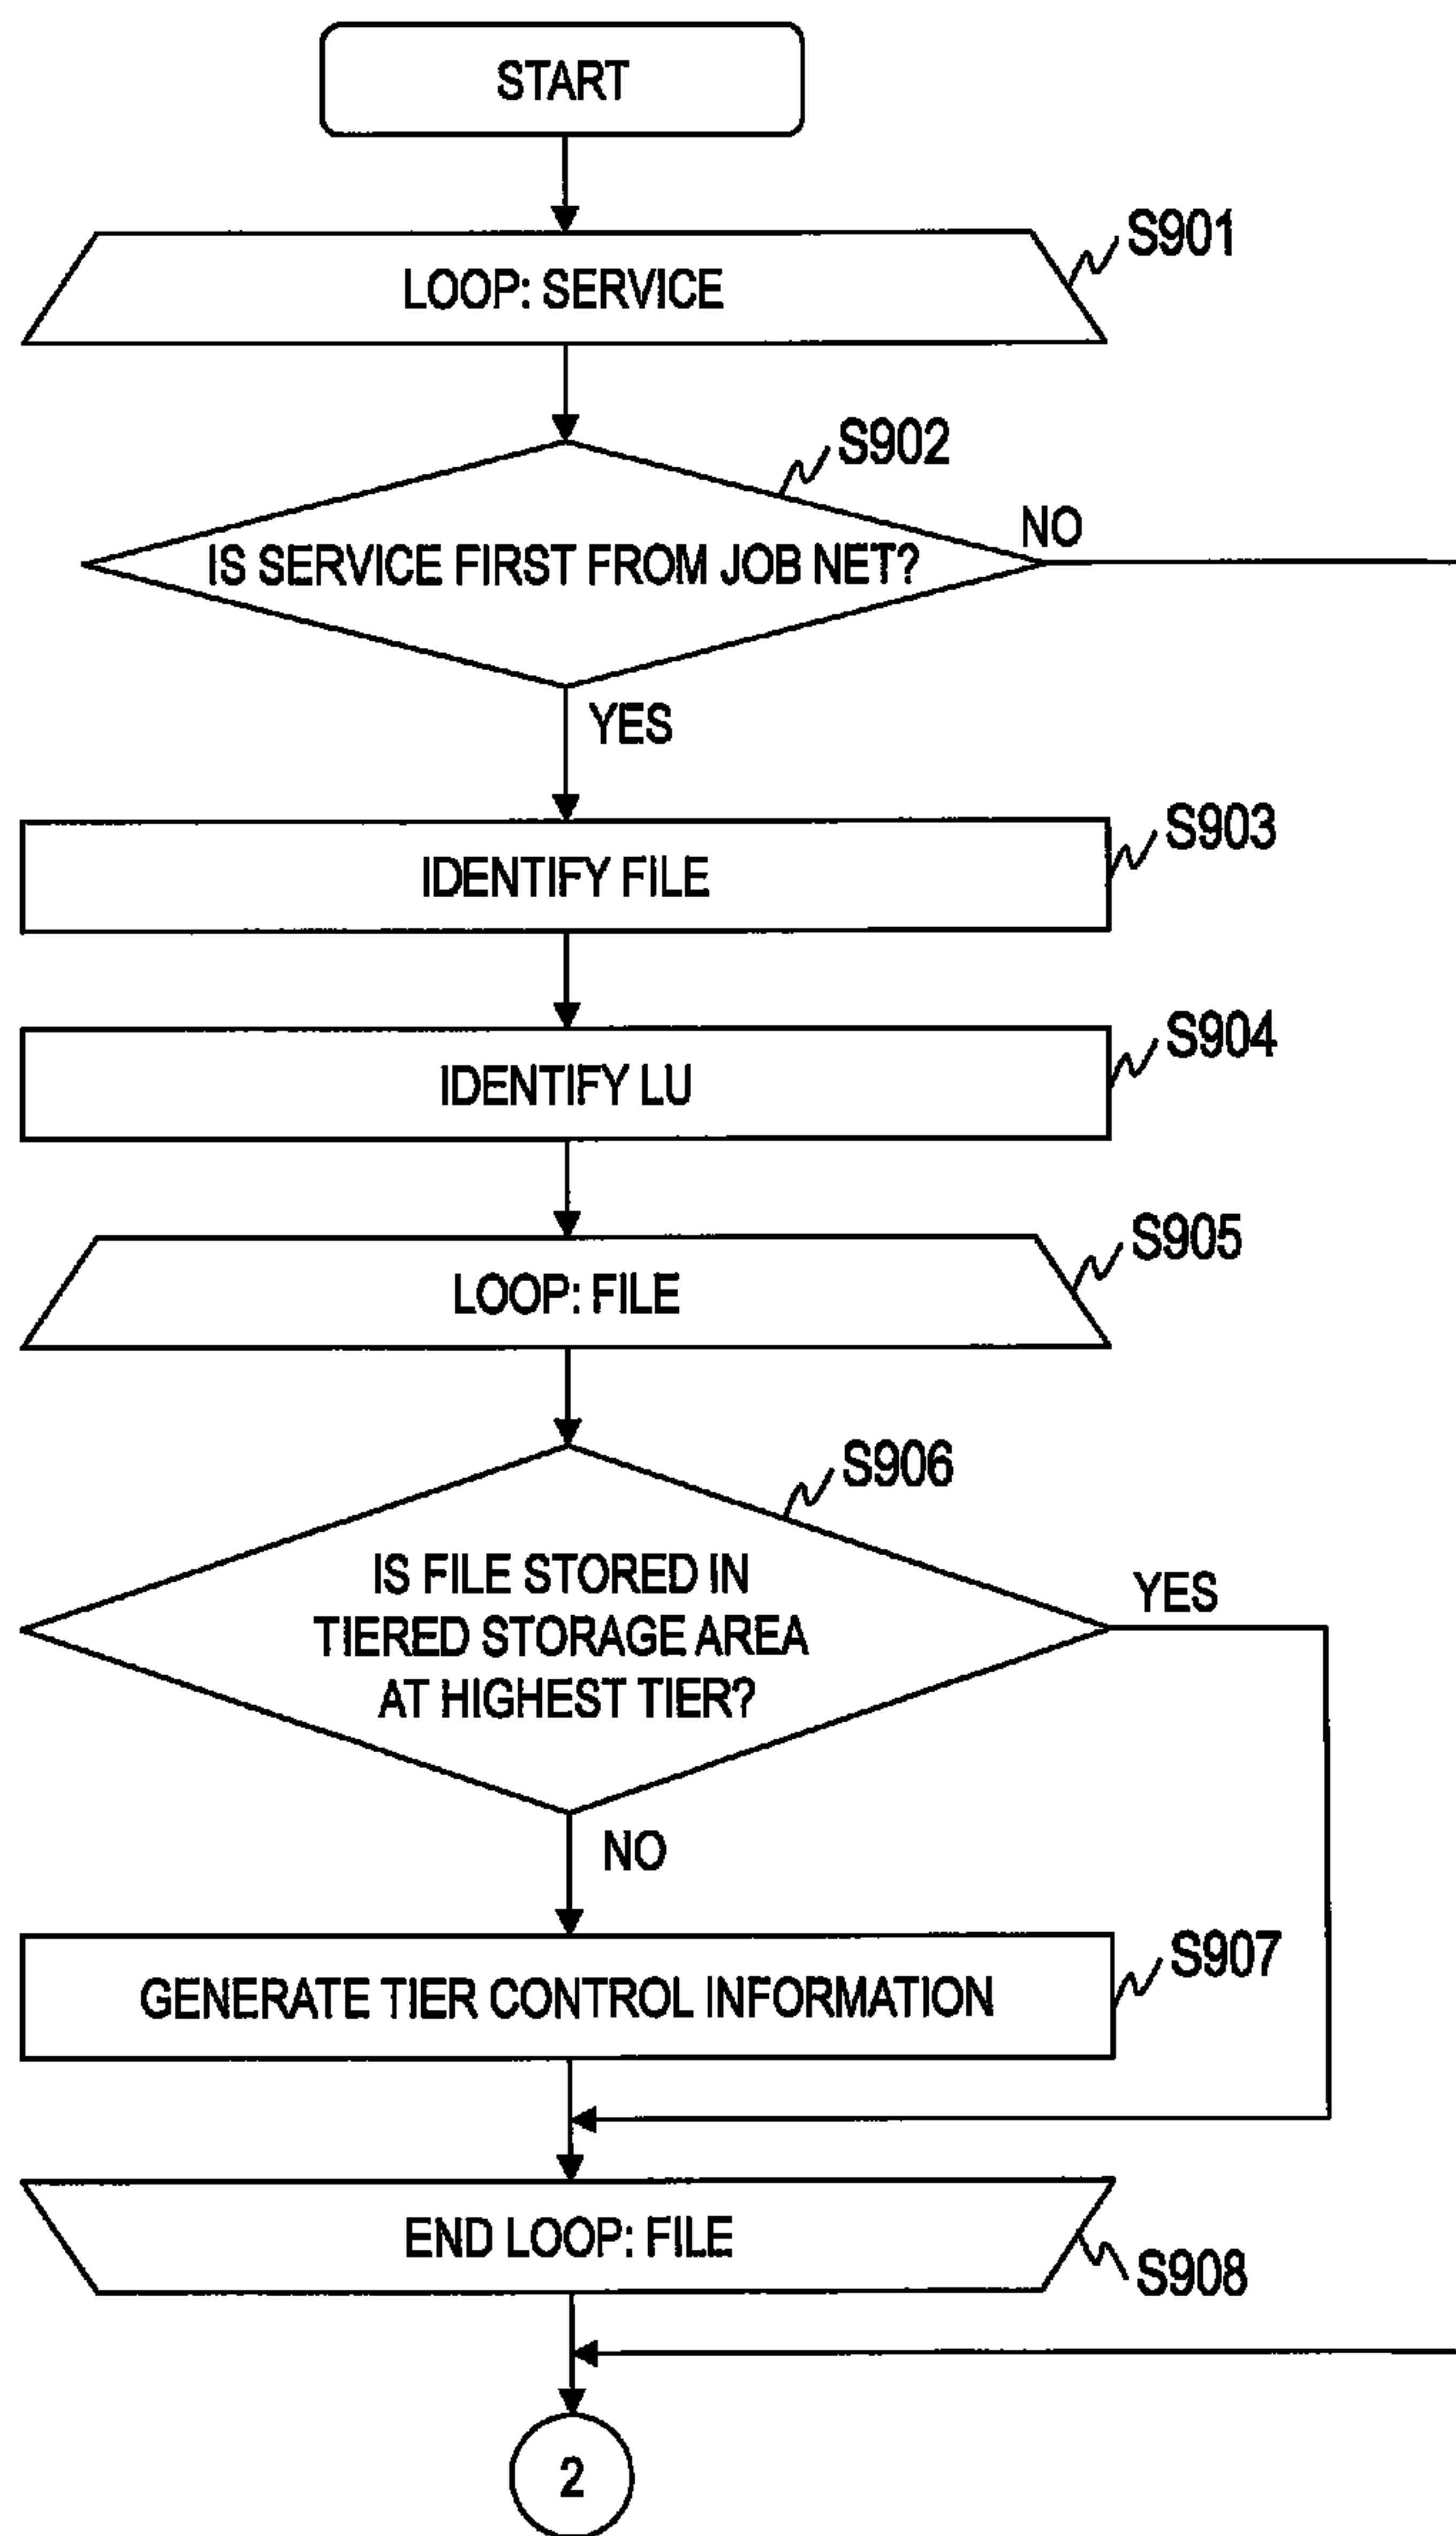 START
LOOP: SERVICE
S901
S902
IS SERVICE FIRST FROM JOB NET?
NO
YES
IDENTIFY FILE
S903
IDENTIFY LU
S904
LOOP: FILE
S905
S906
IS FILE STORED IN
TIERED STORAGE AREA
AT HIGHEST TIER?
YES
NO
GENERATE TIER CONTROL INFORMATION
S907
END LOOP: FILE
S908
2